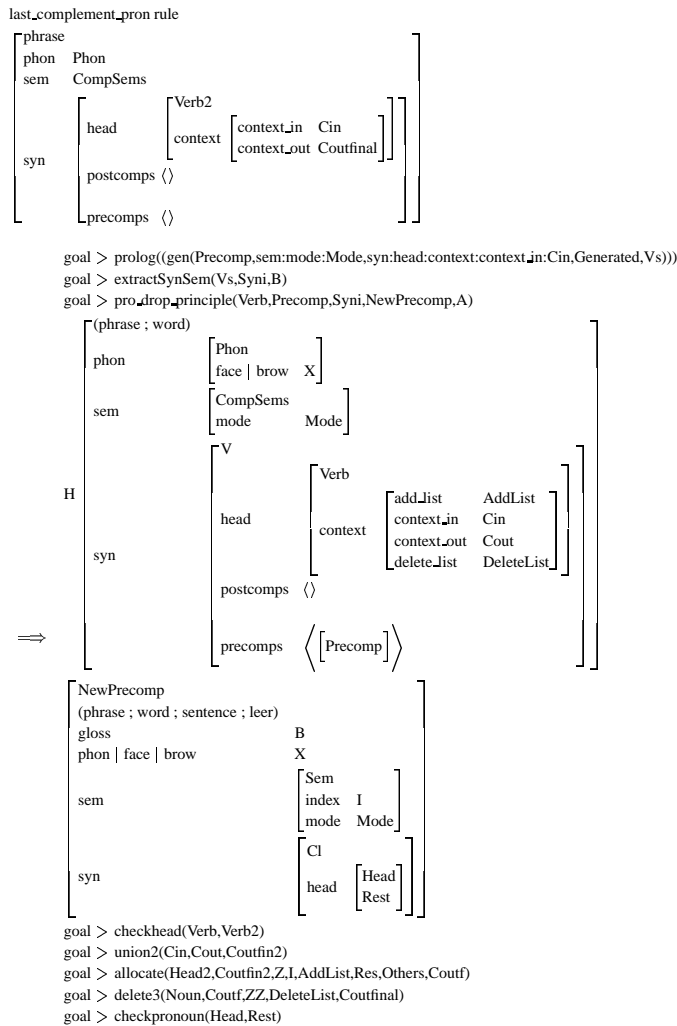 last_complement_pron rule
phrase
phon Phon
sem CompSems
Verb2
head context context_in Cin
context_out Coutfinal
syn
postcomps ⟨⟩
precomps ⟨⟩
goal > prolog((gen(Precomp,sem:mode:Mode,syn:head:context:context_in:Cin,Generated,Vs)))
goal > extractSynSem(Vs,Syni,B)
goal > pro_drop_principle(Verb,Precomp,Syni,NewPrecomp,A)
(phrase ; word)
phon Phon
face | brow X
sem CompSems
mode Mode
V
Verb
H
head context add_list AddList
context_in Cin
context_out Cout
delete_list DeleteList
syn
postcomps ⟨⟩
⟹ precomps ⟨[Precomp]⟩
NewPrecomp
(phrase ; word ; sentence ; leer)
gloss B
phon | face | brow X
Sem
sem index I
mode Mode
Cl
syn head Head
Rest
goal > checkhead(Verb,Verb2)
goal > union2(Cin,Cout,Coutfin2)
goal > allocate(Head2,Coutfin2,Z,I,AddList,Res,Others,Coutf)
goal > delete3(Noun,Coutf,ZZ,DeleteList,Coutfinal)
goal > checkpronoun(Head,Rest)